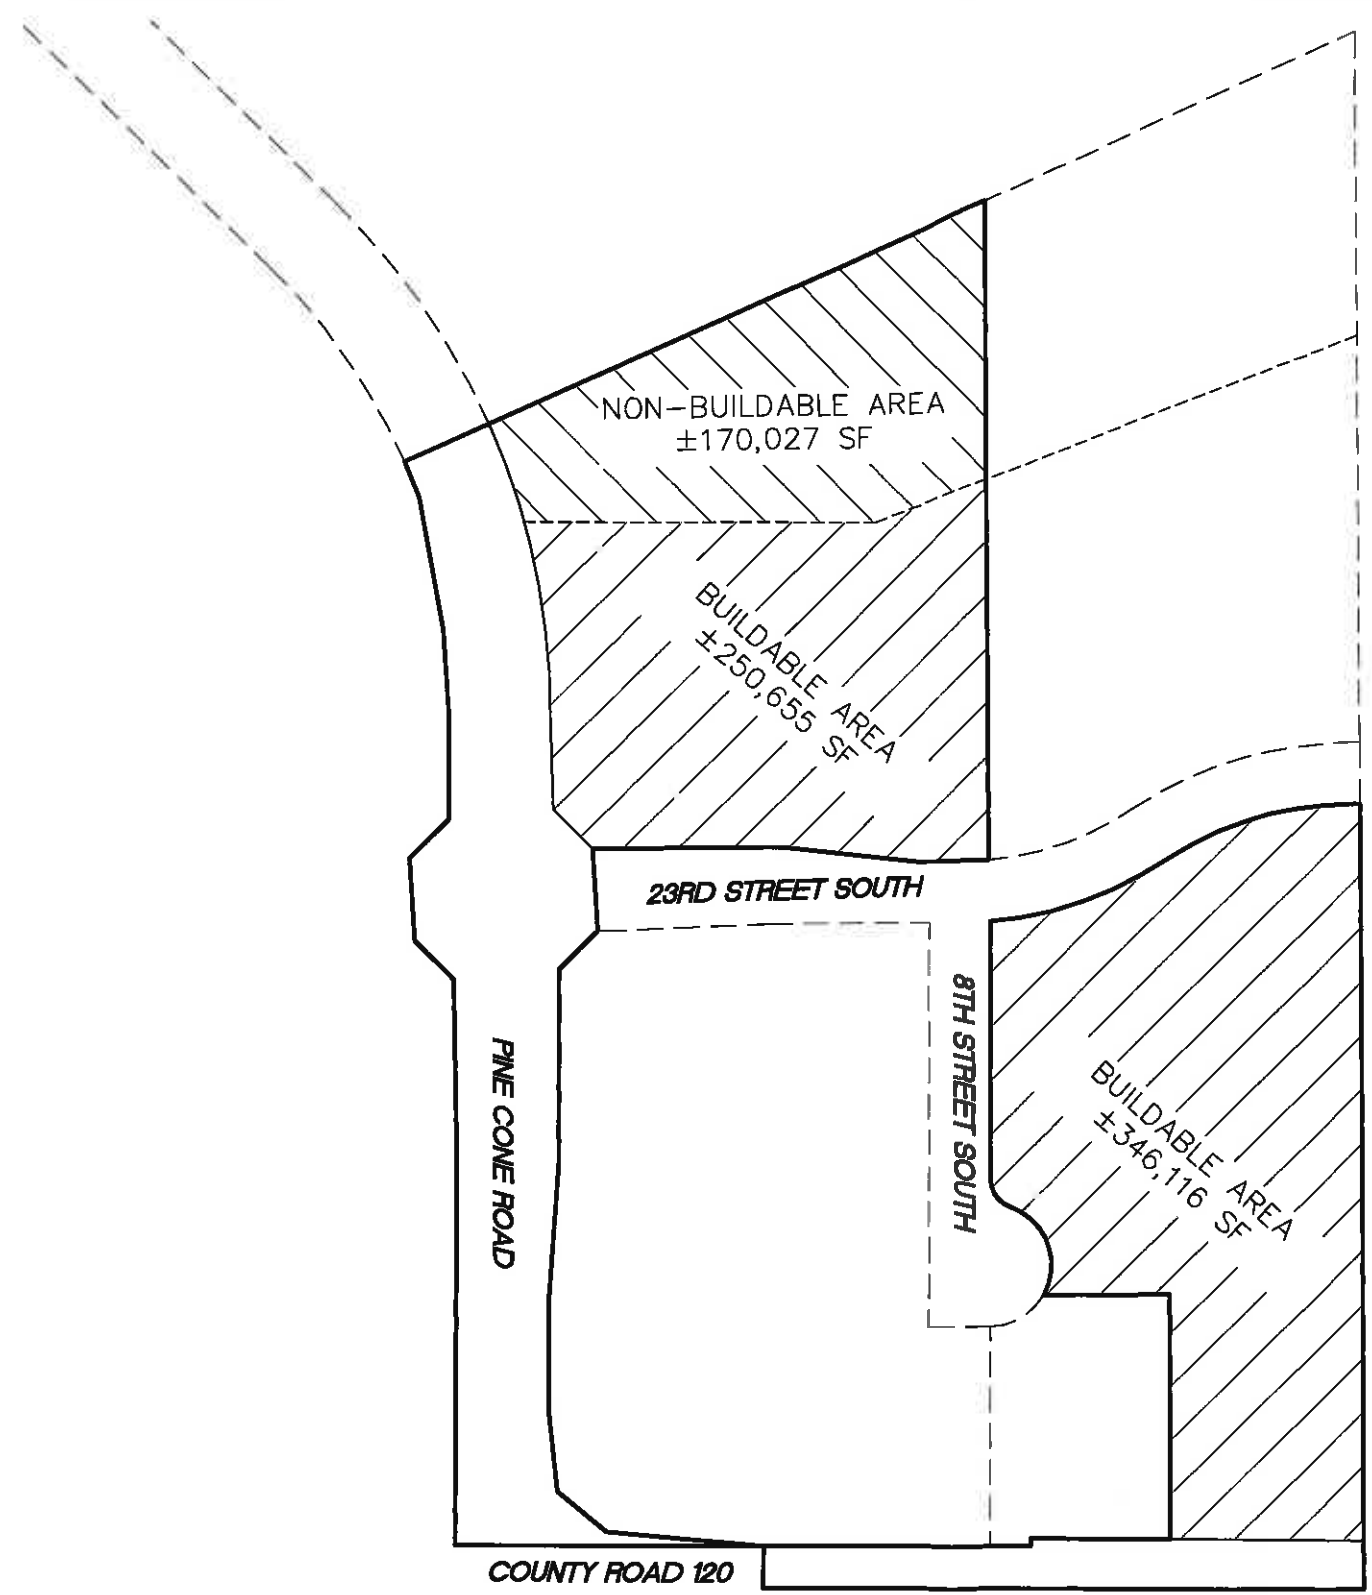 NON-BUILDABLE AREA
±170,027 SF
BUILDABLE AREA
±250,655 SF
23RD STREET SOUTH
8TH STREET SOUTH
PINE CONE ROAD
BUILDABLE AREA
±346,116 SF
COUNTY ROAD 120